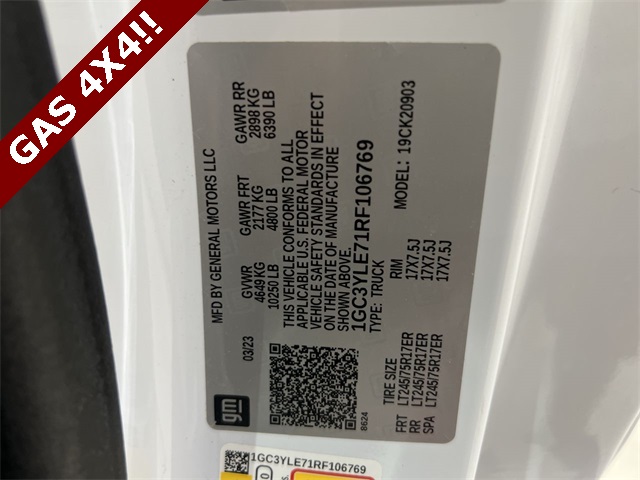 GAS 4X4!!
MFD BY GENERAL MOTORS LLC
03/23
GVWR
4649 KG
10250 LB
GAWR FRT
2177 KG
4800 LB
GAWR RR
2898 KG
6390 LB
THIS VEHICLE CONFORMS TO ALL
APPLICABLE U.S. FEDERAL MOTOR
VEHICLE SAFETY STANDARDS IN EFFECT
ON THE DATE OF MANUFACTURE
SHOWN ABOVE.
1GC3YLE71RF106769
TYPE: TRUCK
MODEL: 19CK20903
TIRE SIZE RIM
FRT LT245/75R17ER 17X7.5J
RR LT245/75R17ER 17X7.5J
SPA LT245/75R17ER 17X7.5J
gm
8624
1GC3YLE71RF106769